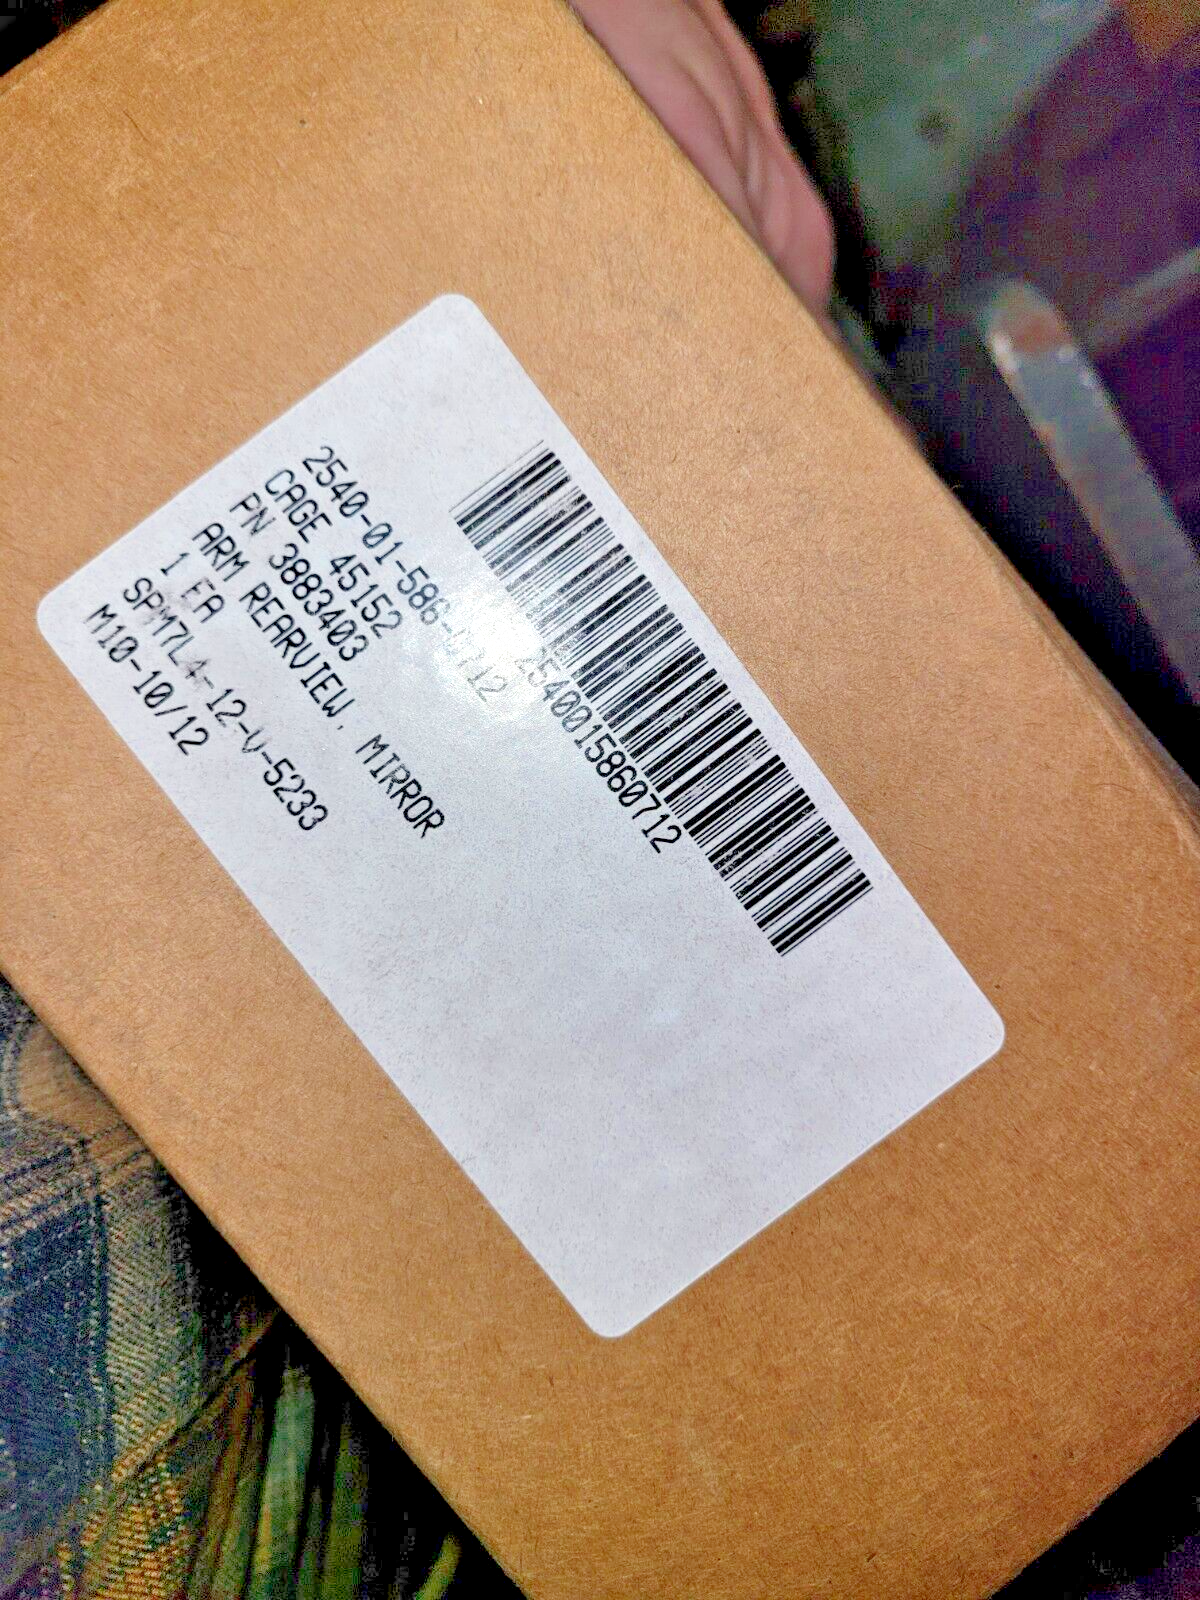 2540015860712
2540-01-586-0712
CAGE 45152
PN 3883403
ARM REARVIEW, MIRROR
1 EA
SPM7L4-12-V-5233
M10-10/12